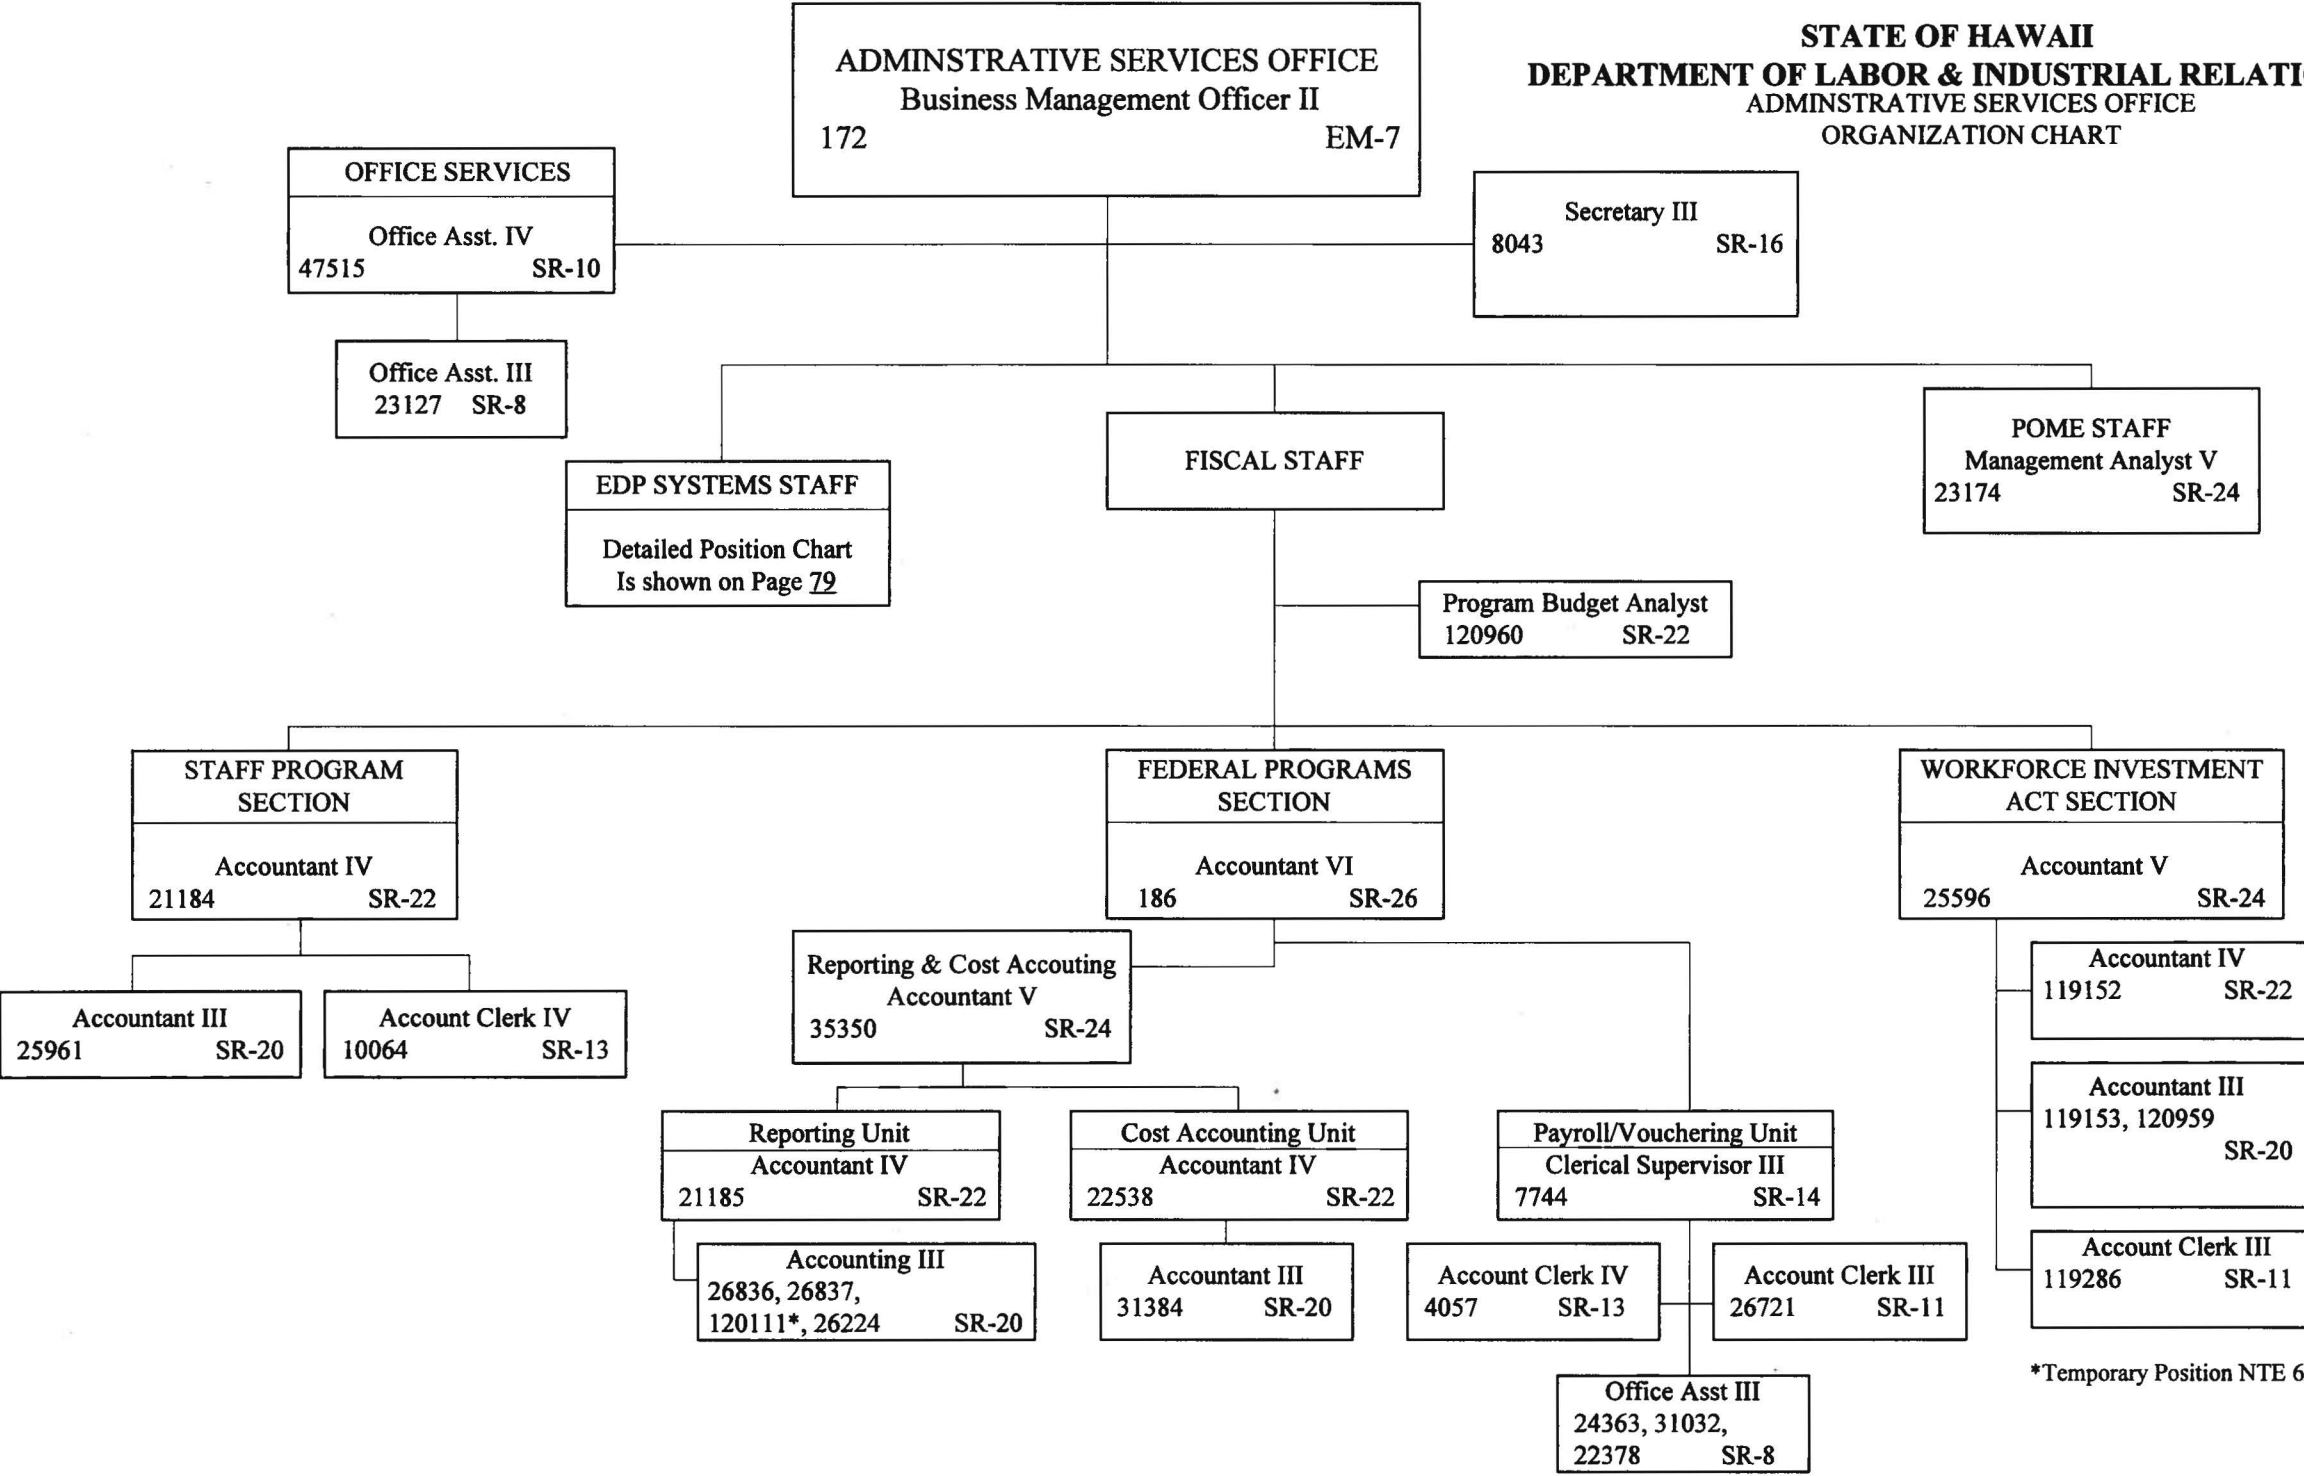 STATE OF HAWAII
DEPARTMENT OF LABOR & INDUSTRIAL
ADMINSTRATIVE SERVICES OFFICE
ORGANIZATION CHART
ADMINSTRATIVE SERVICES OFFICE
Business Management Officer II
172 EM-7
OFFICE SERVICES
Office Asst. IV
47515 SR-10
Secretary III
8043 SR-16
Office Asst. III
23127 SR-8
EDP SYSTEMS STAFF
Detailed Position Chart
Is shown on Page 79
FISCAL STAFF
POME STAFF
Management Analyst V
23174 SR-24
Program Budget Analyst
120960 SR-22
STAFF PROGRAM
SECTION
Accountant IV
21184 SR-22
FEDERAL PROGRAMS
SECTION
Accountant VI
186 SR-26
WORKFORCE INVESTMENT
ACT SECTION
Accountant V
25596 SR-24
Accountant III
25961 SR-20
Account Clerk IV
10064 SR-13
Reporting & Cost Accouting
Accountant V
35350 SR-24
Accountant IV
119152 SR-22
Accountant III
119153, 120959
SR-20
Account Clerk III
119286 SR-11
Reporting Unit
Accountant IV
21185 SR-22
Cost Accounting Unit
Accountant IV
22538 SR-22
Payroll/Vouchering Unit
Clerical Supervisor III
7744 SR-14
Accounting III
26836, 26837,
120111*, 26224 SR-20
Accountant III
31384 SR-20
Account Clerk IV
4057 SR-13
Account Clerk III
26721 SR-11
Office Asst III
24363, 31032,
22378 SR-8
*Temporary Position NTE 6